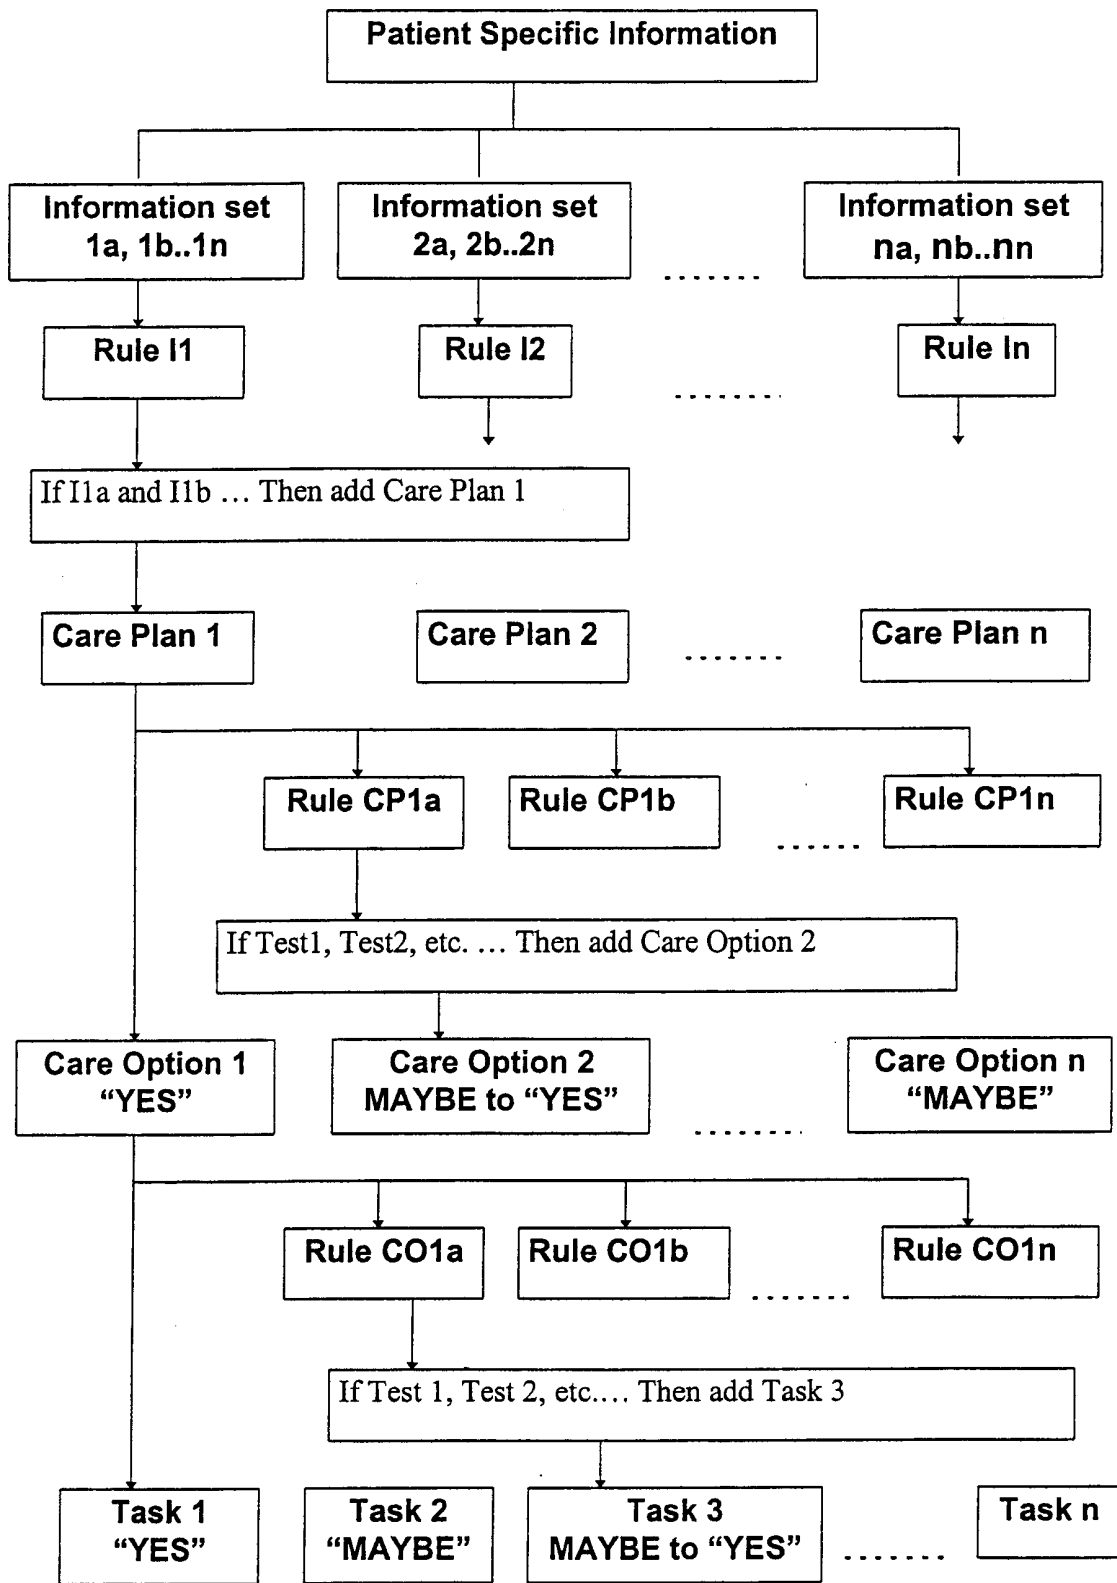 Patient Specific Information
Information set
1a, 1b..1n
Information set
2a, 2b..2n
Information set
na, nb..nn
Rule I1
Rule I2
Rule In
If I1a and I1b ... Then add Care Plan 1
Care Plan 1
Care Plan 2
Care Plan n
Rule CP1a
Rule CP1b
Rule CP1n
If Test1, Test2, etc. ... Then add Care Option 2
Care Option 1
“YES”
Care Option 2
MAYBE to “YES”
Care Option n
“MAYBE”
Rule CO1a
Rule CO1b
Rule CO1n
If Test 1, Test 2, etc.... Then add Task 3
Task 1
“YES”
Task 2
“MAYBE”
Task 3
MAYBE to “YES”
Task n